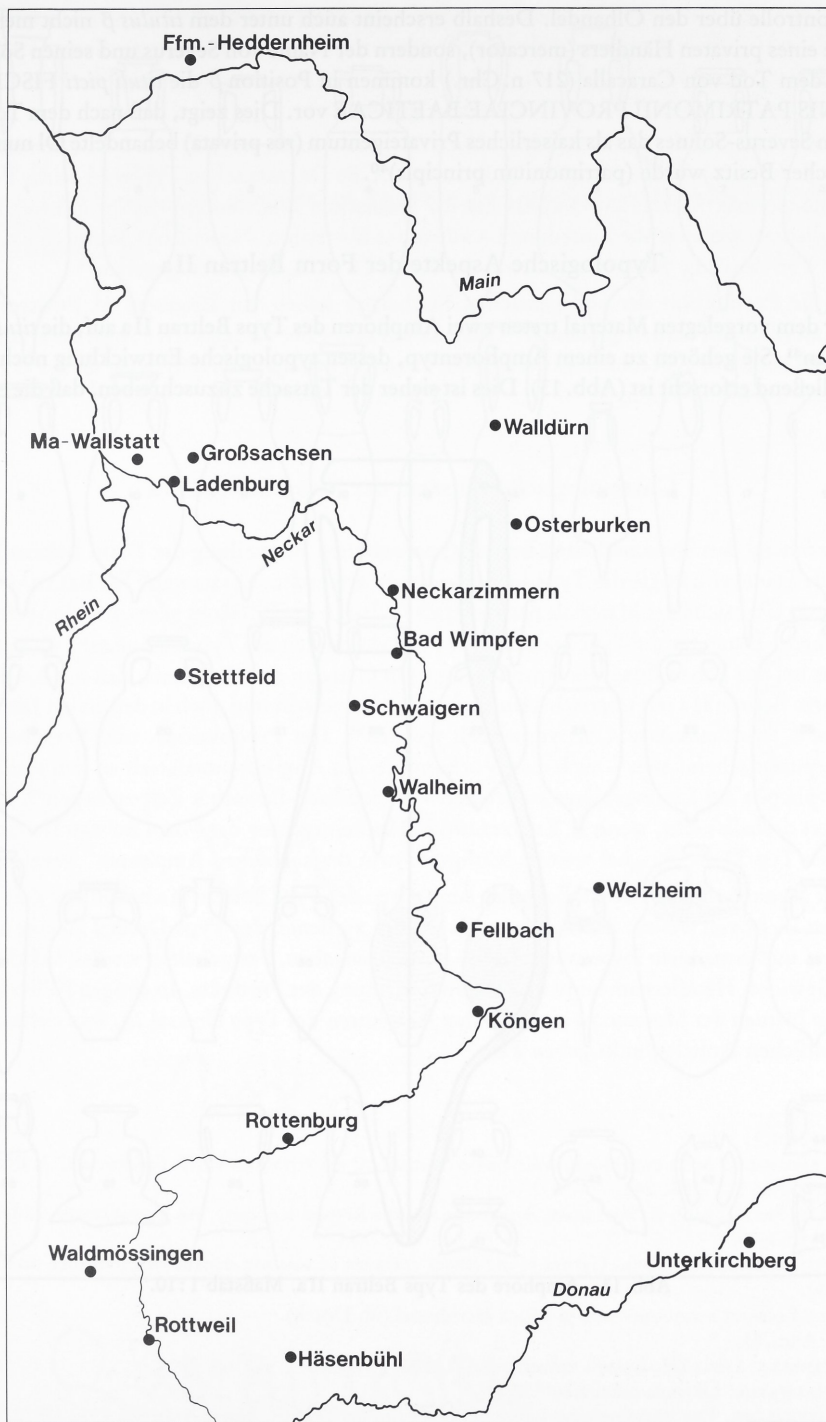 Ffm.-Heddernheim
Main
Walldürn
Ma-Wallstatt
Großsachsen
Ladenburg
Osterburken
Neckar
Neckarzimmern
Rhein
Bad Wimpfen
Stettfeld
Schwaigern
Walheim
Welzheim
Fellbach
Köngen
Rottenburg
Waldmössingen
Unterkirchberg
Donau
Rottweil
Häsenbühl